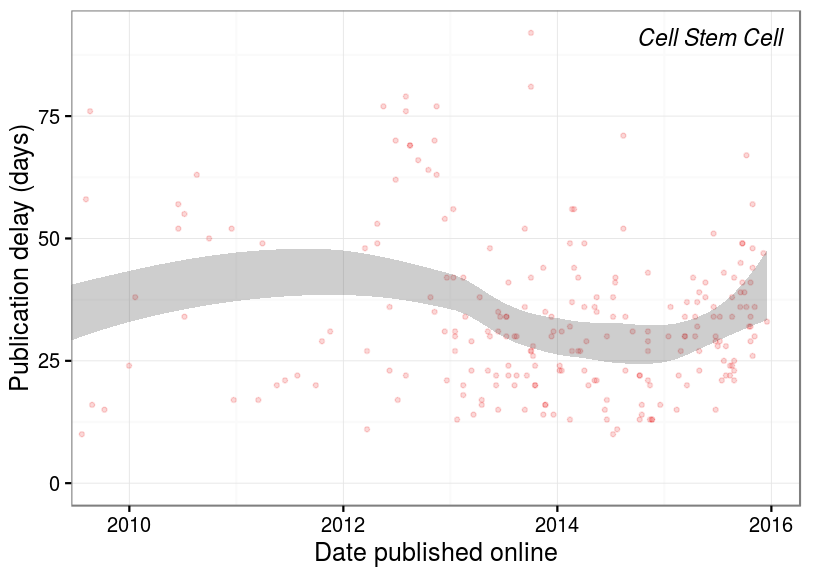 Cell Stem Cell
Publication delay (days)
75
50
25
0
2010 2012 2014 2016
Date published online